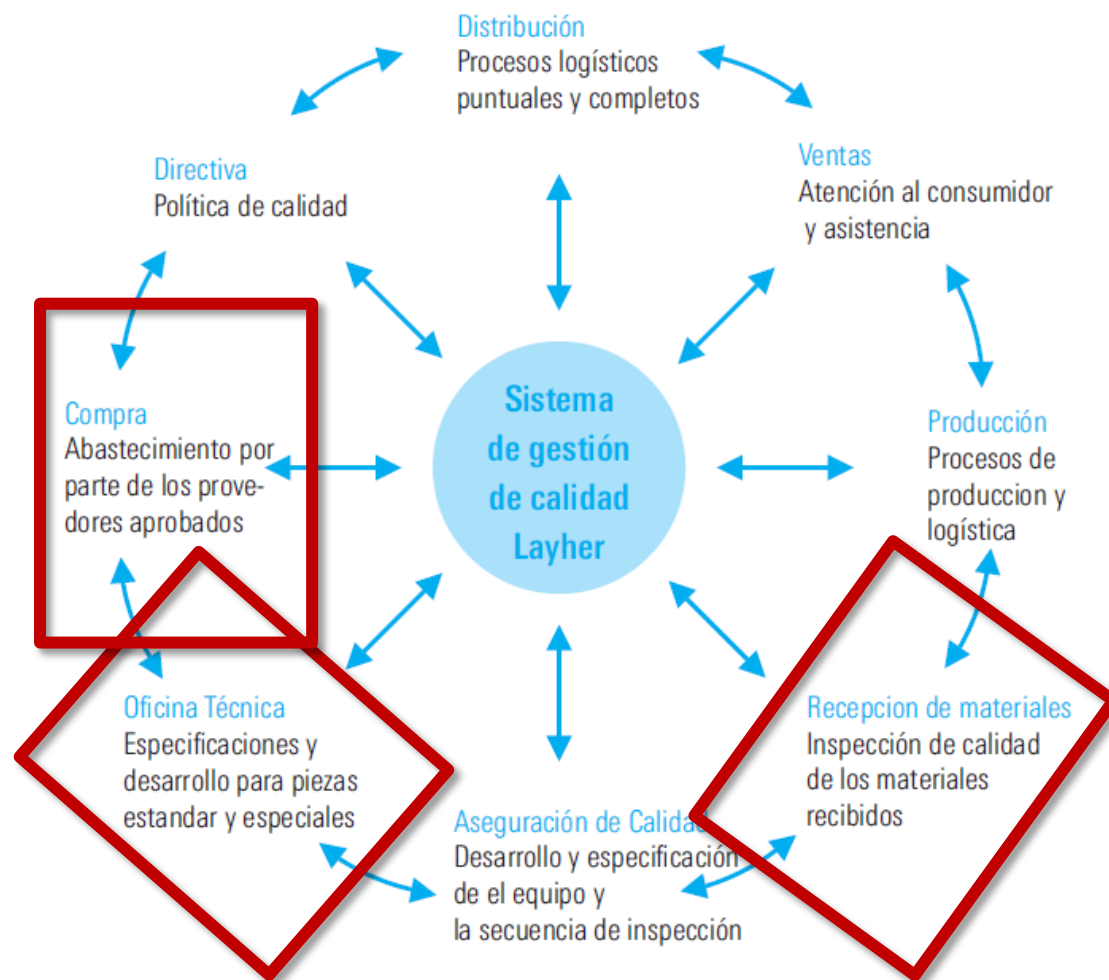 Distribución
Procesos logísticos
puntuales y completos
Ventas
Atención al consumidor
y asistencia
Directiva
Política de calidad
Sistema
de gestión
de calidad
Layher
Compra
Abastecimiento por
parte de los prove-
dores aprobados
Producción
Procesos de
produccion y
logística
Oficina Técnica
Especificaciones y
desarrollo para piezas
estandar y especiales
Recepcion de materiales
Inspección de calidad
de los materiales
recibidos
Aseguración de Calidad
Desarrollo y especificación
de el equipo y
la secuencia de inspección